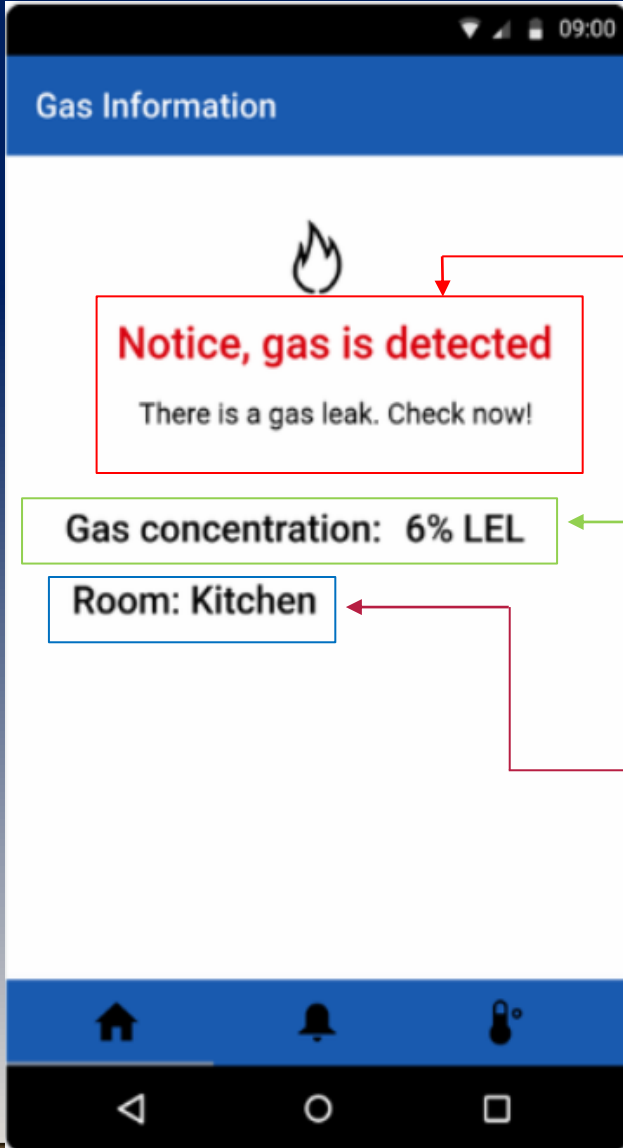 09:00
Gas Information
Notice, gas is detected
There is a gas leak. Check now!
Gas concentration: 6% LEL
Room: Kitchen